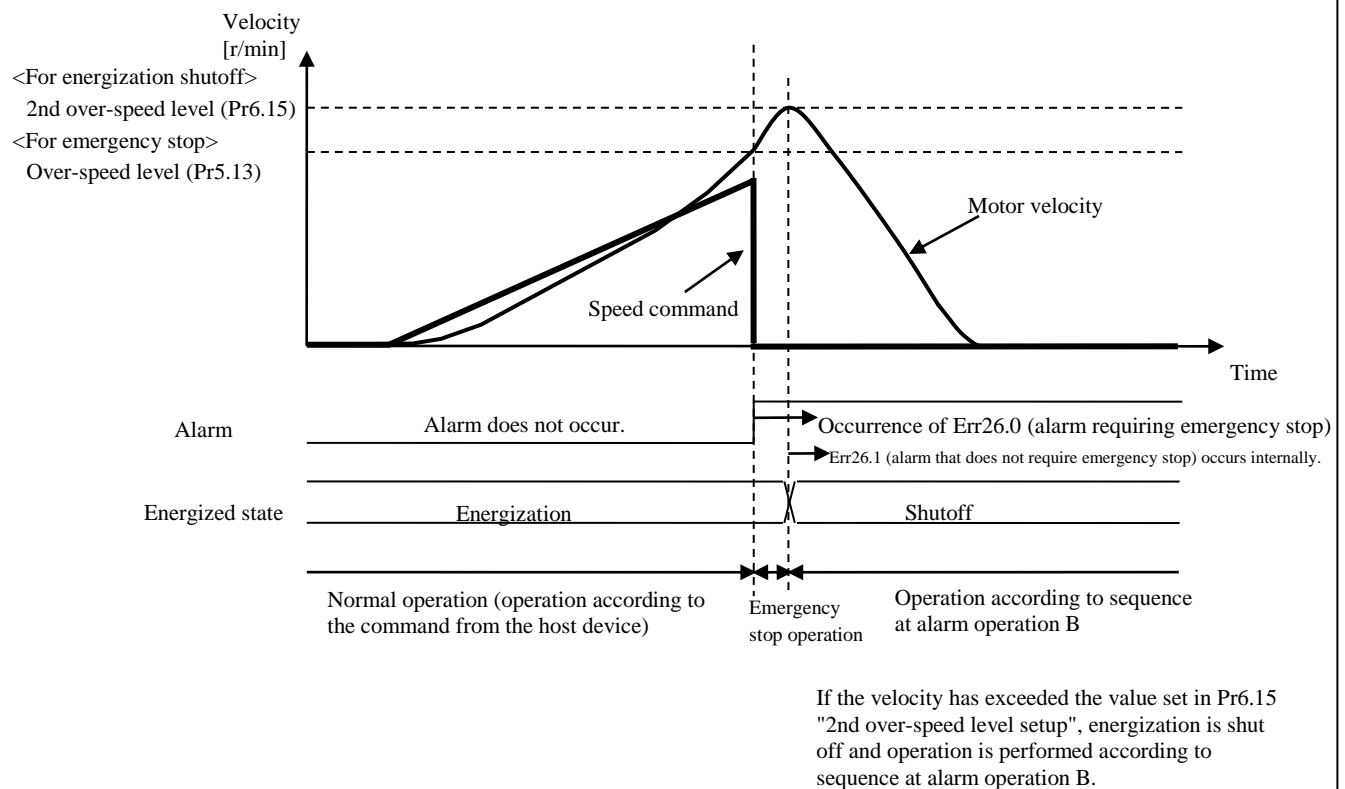 Velocity
[r/min]
<For energization shutoff>
2nd over-speed level (Pr6.15)
<For emergency stop>
Over-speed level (Pr5.13)
Motor velocity
Speed command
Time
Alarm
Alarm does not occur.
Occurrence of Err26.0 (alarm requiring emergency stop)
Err26.1 (alarm that does not require emergency stop) occurs internally.
Energized state
Energization
Shutoff
Normal operation (operation according to
the command from the host device)
Emergency
stop operation
Operation according to sequence
at alarm operation B
If the velocity has exceeded the value set in Pr6.15
"2nd over-speed level setup", energization is shut
off and operation is performed according to
sequence at alarm operation B.